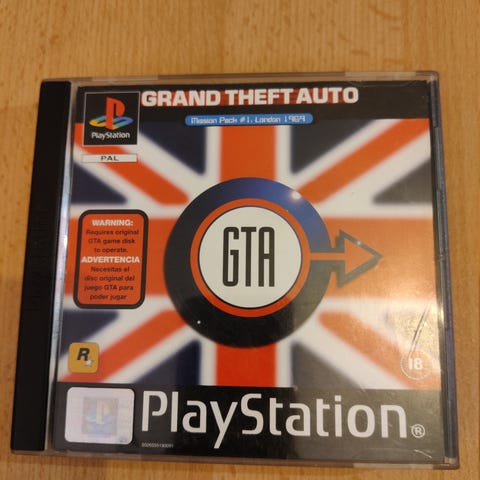 GRAND THEFT AUTO
Mission Pack #1, London 1969
PlayStation
PAL
WARNING:
Requires original
GTA game disk
to operate.
ADVERTENCIA
Necesitas el
disc original del
juego GTA para
poder jugar
GTA
R
18
PlayStation
®